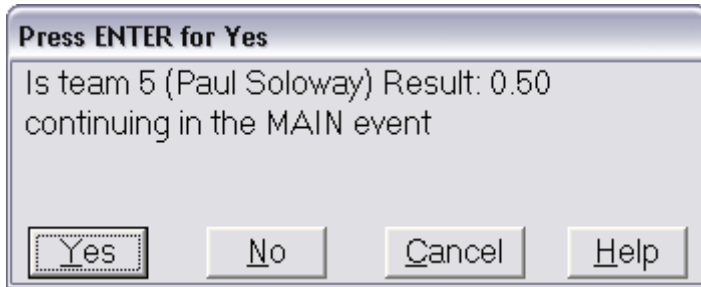 Press ENTER for Yes
Is team 5 (Paul Soloway) Result: 0.50
continuing in the MAIN event
Yes No Cancel Help